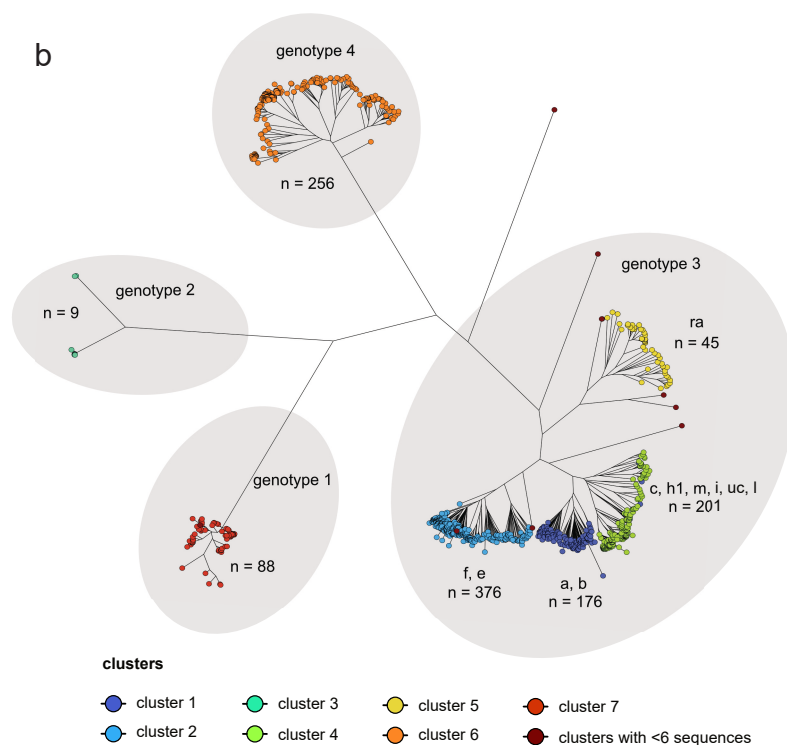 b
genotype 4
n = 256
genotype 3
genotype 2
n = 9
ra
n = 45
genotype 1
n = 88
c, h1, m, i, uc, l
n = 201
f, e
n = 376
a, b
n = 176
clusters
cluster 1
cluster 3
cluster 5
cluster 7
cluster 2
cluster 4
cluster 6
clusters with <6 sequences